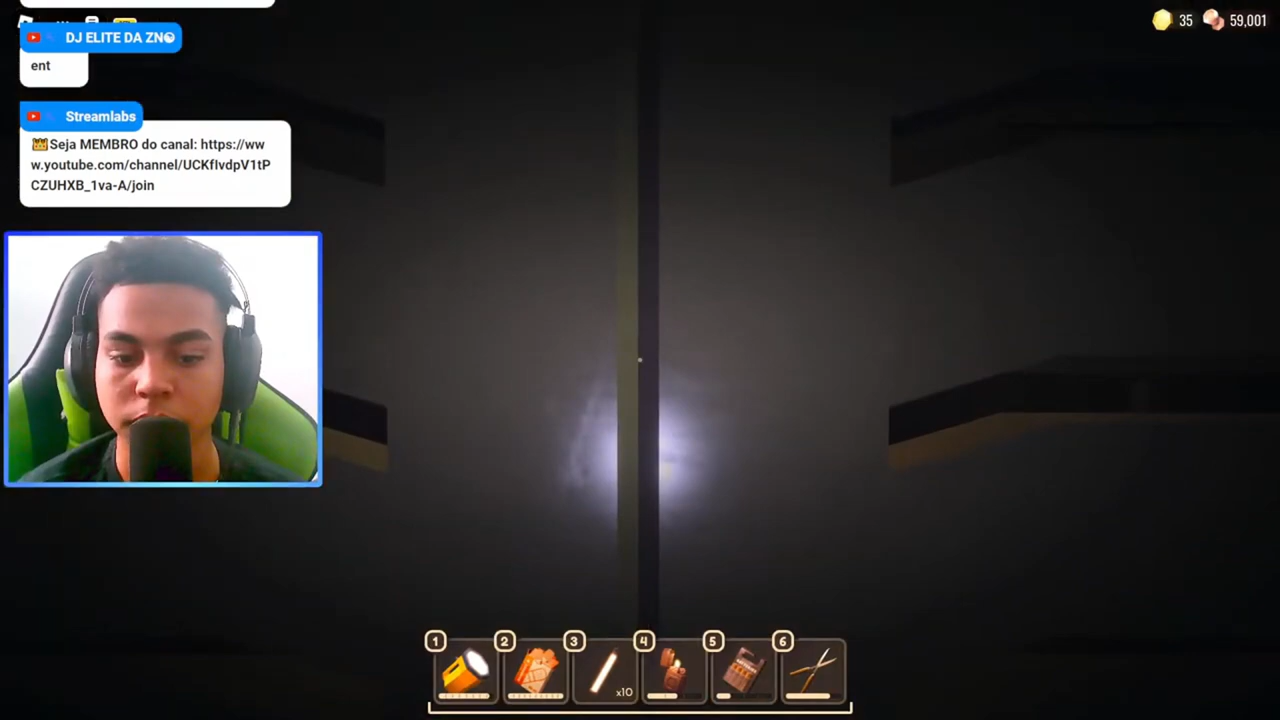 35 59,001
DJ ELITE DA ZN
ent
Streamlabs
👑Seja MEMBRO do canal: https://ww
w.youtube.com/channel/UCKfIvdpV1tP
CZUHXB_1va-A/join
1 2 3 4 5 6
x10